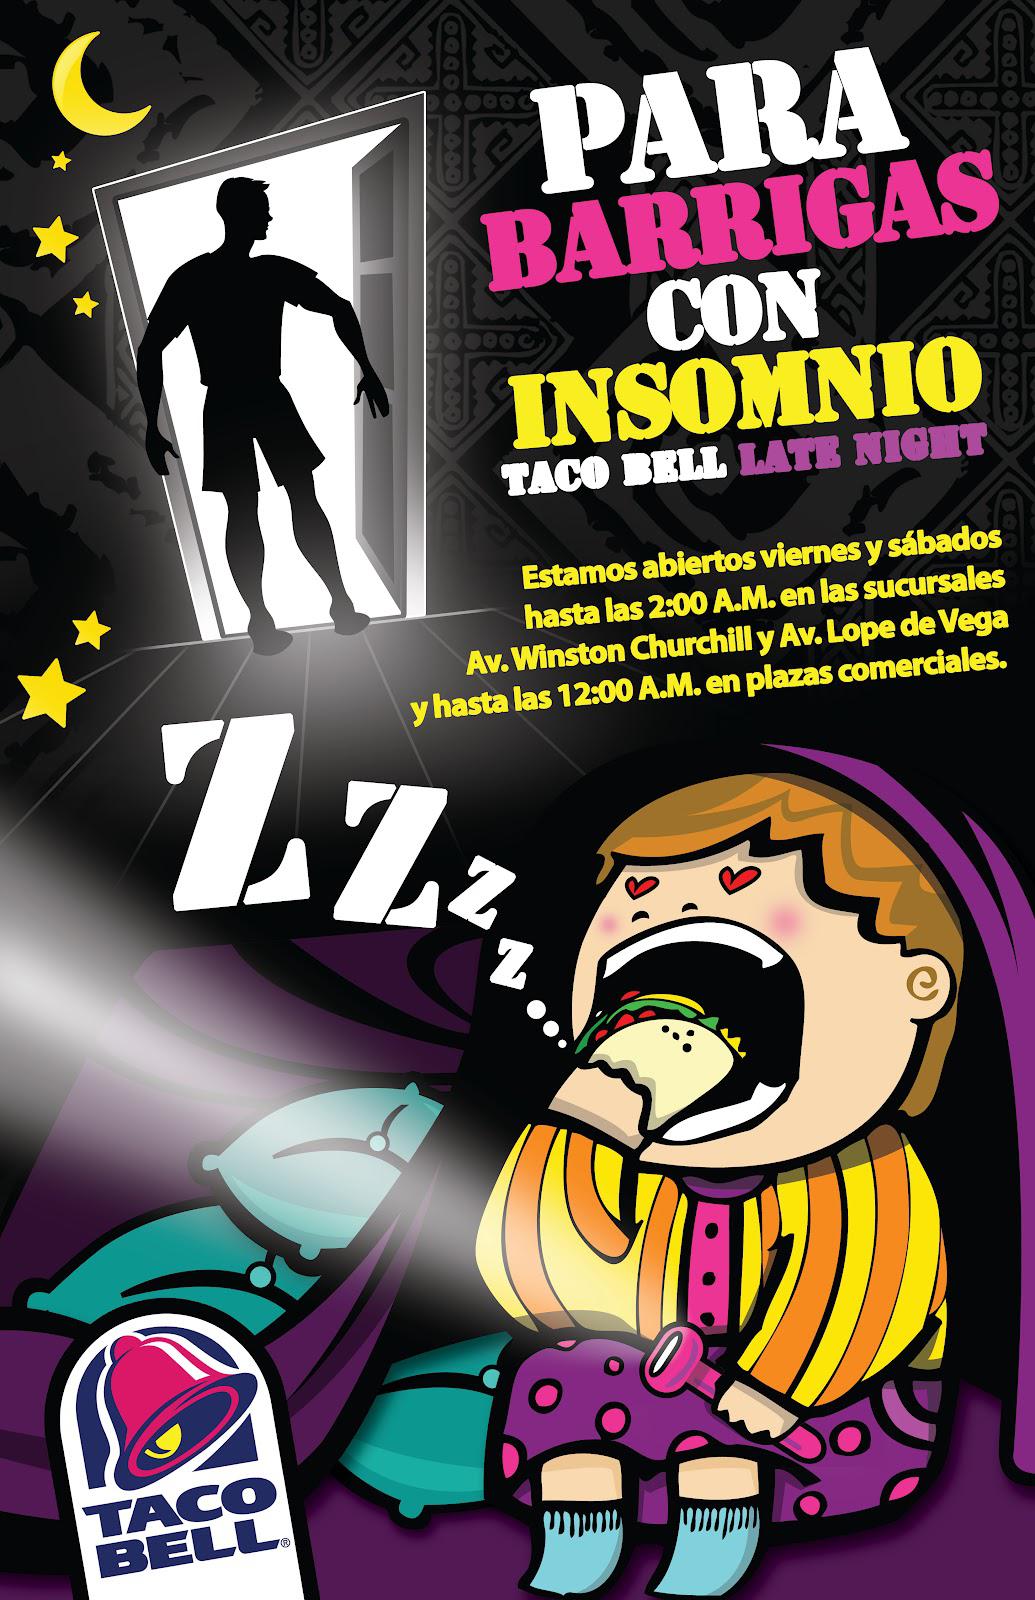 PARA
BARRIGAS
CON
INSOMNIO
TACO BELL LATE NIGHT
Estamos abiertos viernes y sábados
hasta las 2:00 A.M. en las sucursales
Av. Winston Churchill y Av. Lope de Vega
y hasta las 12:00 A.M. en plazas comerciales.
Z Z Z Z...
TACO
BELL®